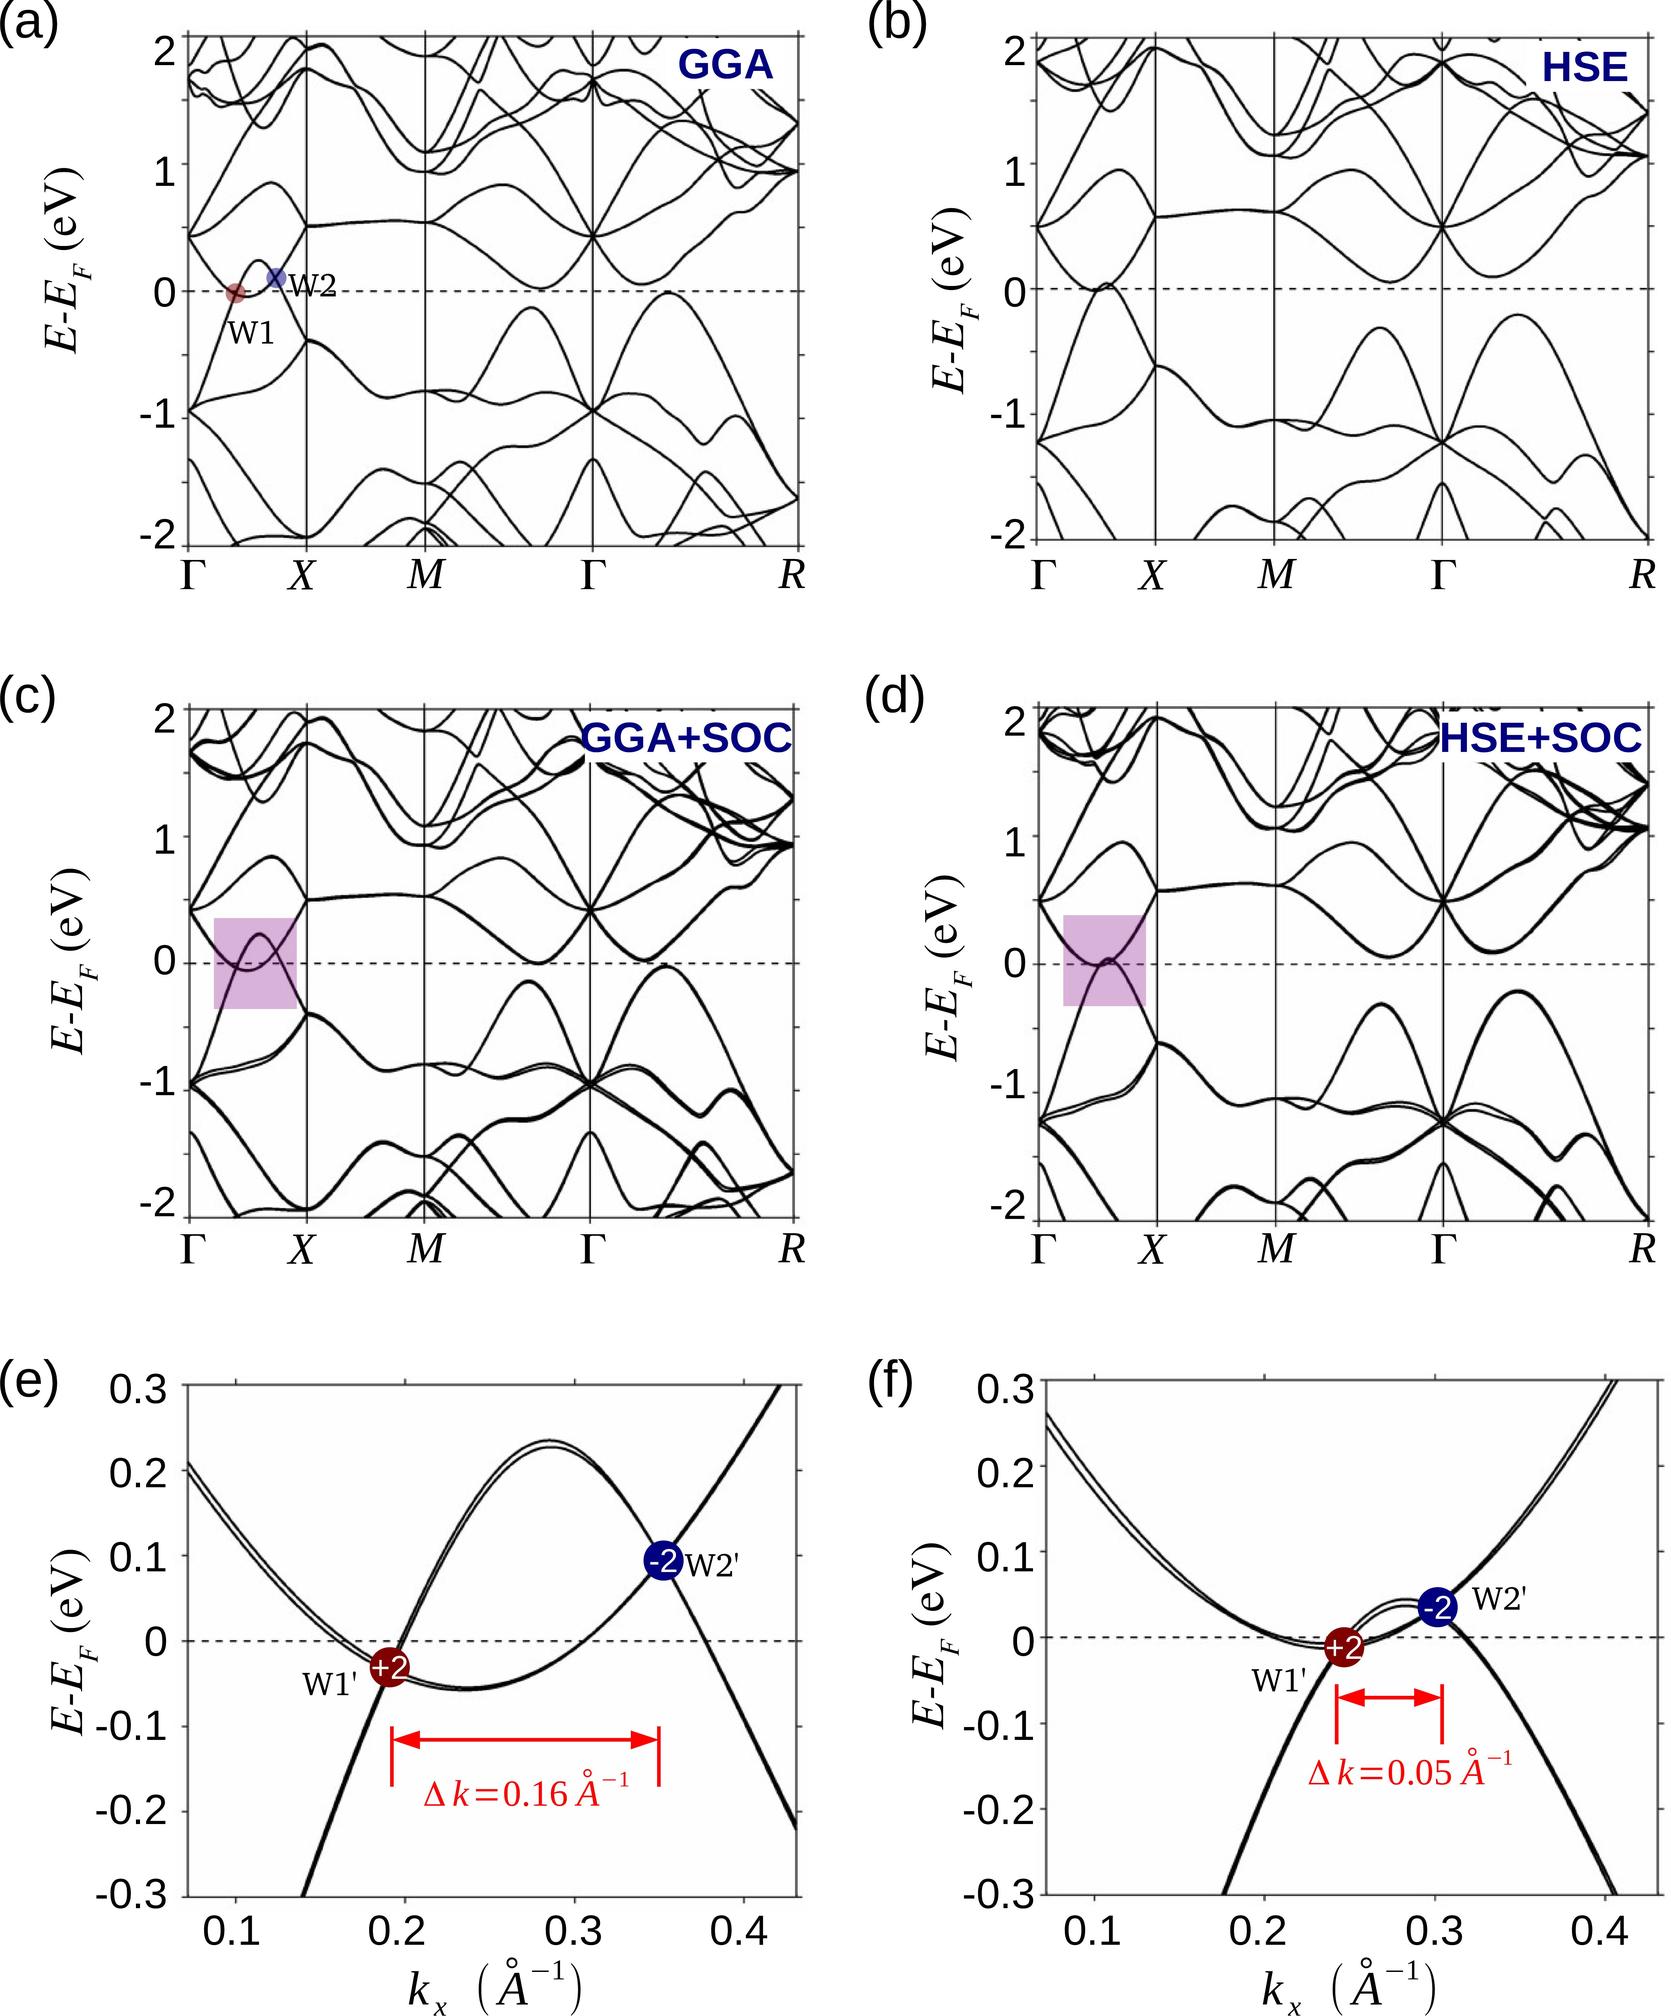 (a)
GGA
E-E_F (eV)
2
1
0
-1
-2
W1
W2
Γ X M Γ R
(b)
HSE
E-E_F (eV)
2
1
0
-1
-2
Γ X M Γ R
(c)
GGA+SOC
E-E_F (eV)
2
1
0
-1
-2
Γ X M Γ R
(d)
HSE+SOC
E-E_F (eV)
2
1
0
-1
-2
Γ X M Γ R
(e)
E-E_F (eV)
0.3
0.2
0.1
0
-0.1
-0.2
-0.3
-2 W2'
+2
W1'
Δ k=0.16 Å⁻¹
0.1 0.2 0.3 0.4
k_x (Å⁻¹)
(f)
E-E_F (eV)
0.3
0.2
0.1
0
-0.1
-0.2
-0.3
-2 W2'
+2
W1'
Δ k=0.05 Å⁻¹
0.1 0.2 0.3 0.4
k_x (Å⁻¹)